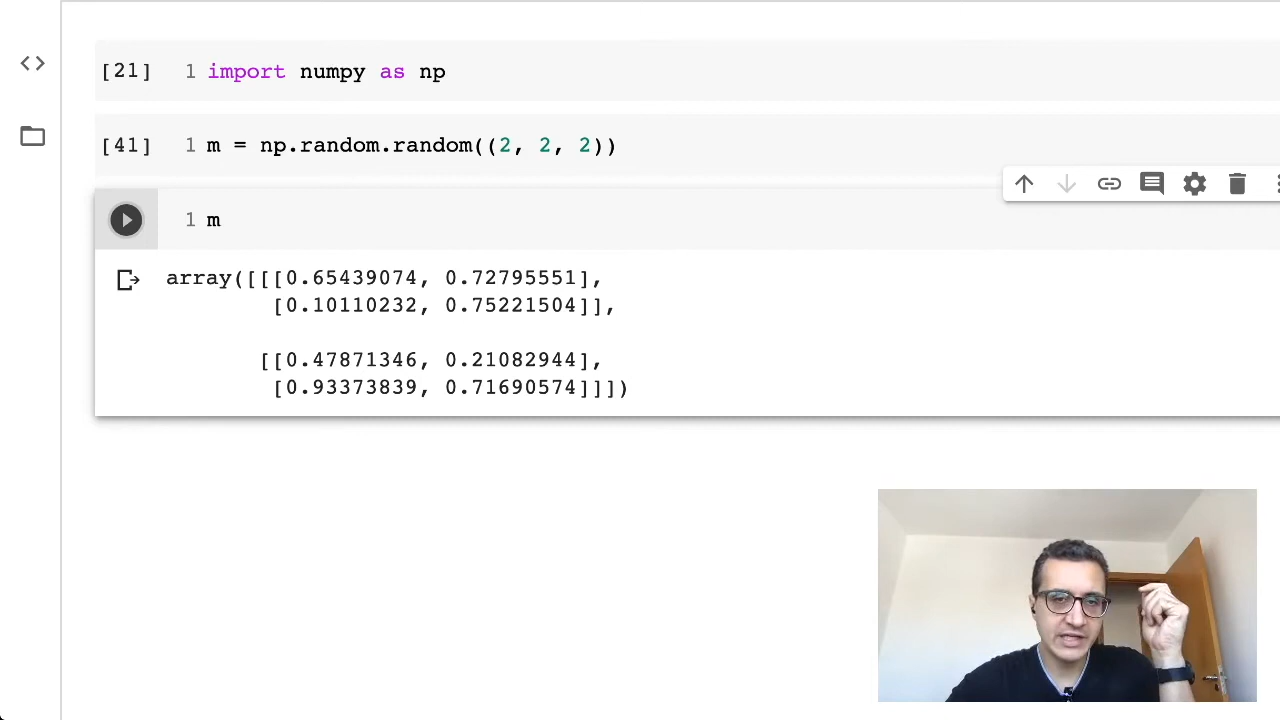 [21] 1 import numpy as np
[41] 1 m = np.random.random((2, 2, 2))
1 m
array([[[0.65439074, 0.72795551],
[0.10110232, 0.75221504]],
[[0.47871346, 0.21082944],
[0.93373839, 0.71690574]]])